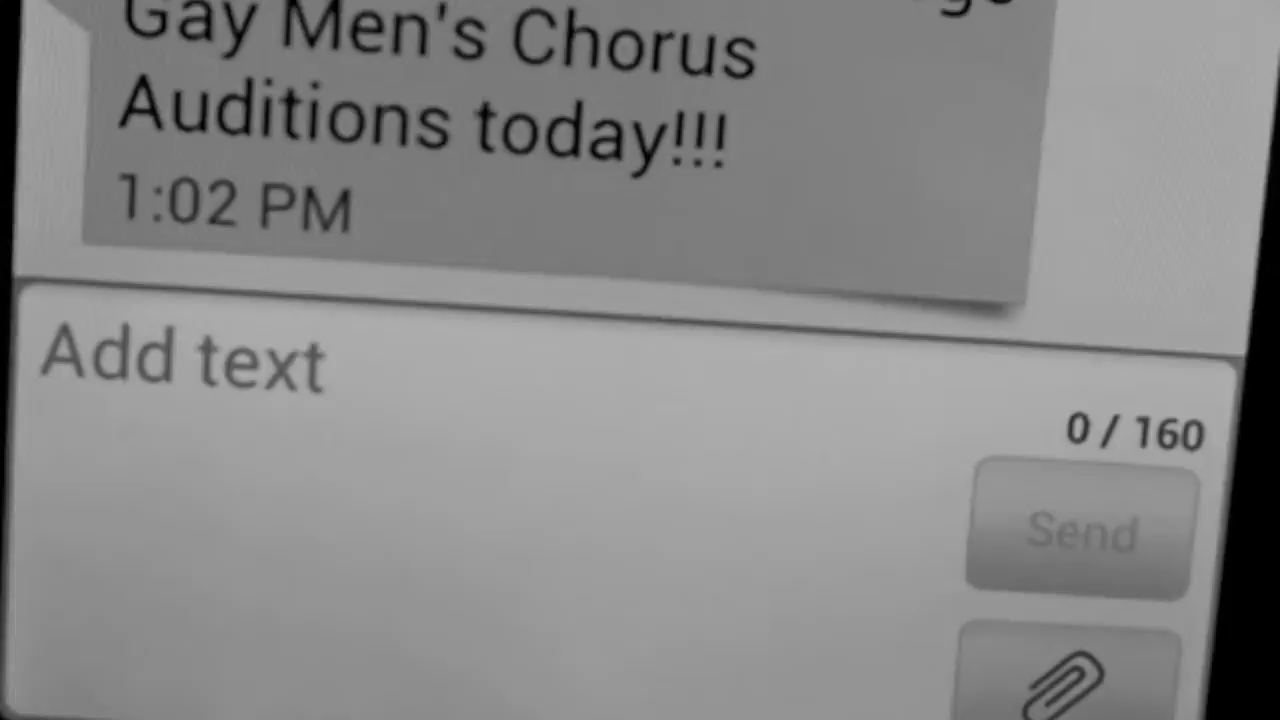 Gay Men's Chorus
Auditions today!!!
1:02 PM
Add text
0 / 160
Send